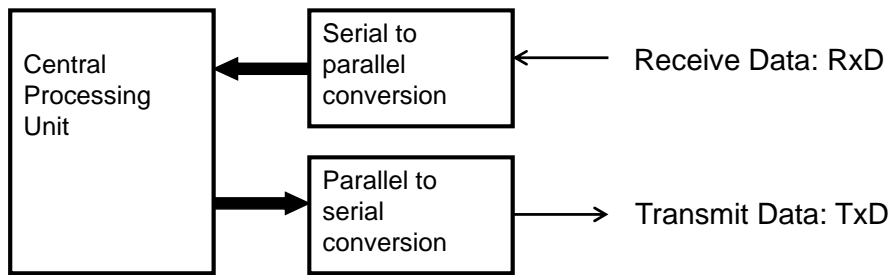 Central
Processing
Unit
Serial to
parallel
conversion
Receive Data: RxD
Parallel to
serial
conversion
Transmit Data: TxD